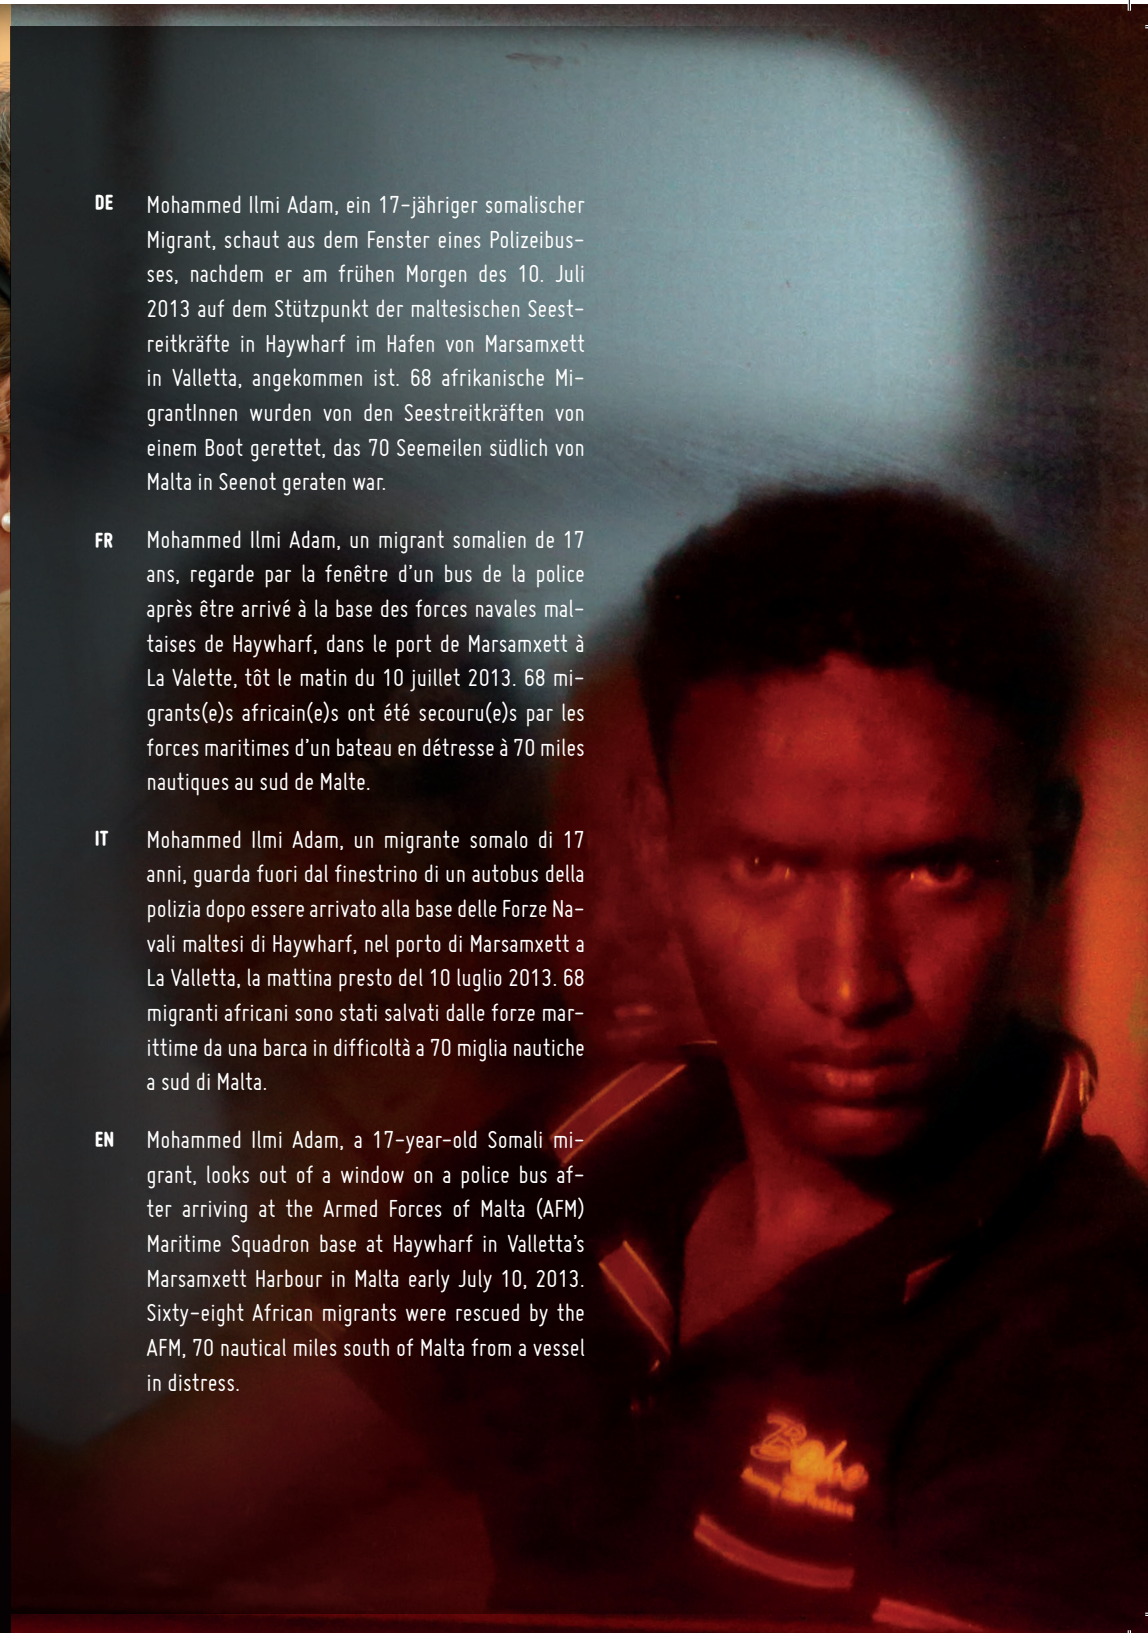 DE
Mohammed Ilmi Adam, ein 17-jähriger somalischer
Migrant, schaut aus dem Fenster eines Polizeibus-
ses, nachdem er am frühen Morgen des 10. Juli
2013 auf dem Stützpunkt der maltesischen Seest-
reitkräfte in Haywharf im Hafen von Marsamxett
in Valletta, angekommen ist. 68 afrikanische Mi-
grantInnen wurden von den Seestreitkräften von
einem Boot gerettet, das 70 Seemeilen südlich von
Malta in Seenot geraten war.
FR
Mohammed Ilmi Adam, un migrant somalien de 17
ans, regarde par la fenêtre d'un bus de la police
après être arrivé à la base des forces navales mal-
taises de Haywharf, dans le port de Marsamxett à
La Valette, tôt le matin du 10 juillet 2013. 68 mi-
grants(e)s africain(e)s ont été secouru(e)s par les
forces maritimes d'un bateau en détresse à 70 miles
nautiques au sud de Malte.
IT
Mohammed Ilmi Adam, un migrante somalo di 17
anni, guarda fuori dal finestrino di un autobus della
polizia dopo essere arrivato alla base delle Forze Na-
vali maltesi di Haywharf, nel porto di Marsamxett a
La Valletta, la mattina presto del 10 luglio 2013. 68
migranti africani sono stati salvati dalle forze mar-
ittime da una barca in difficoltà a 70 miglia nautiche
a sud di Malta.
EN
Mohammed Ilmi Adam, a 17-year-old Somali mi-
grant, looks out of a window on a police bus af-
ter arriving at the Armed Forces of Malta (AFM)
Maritime Squadron base at Haywharf in Valletta's
Marsamxett Harbour in Malta early July 10, 2013.
Sixty-eight African migrants were rescued by the
AFM, 70 nautical miles south of Malta from a vessel
in distress.